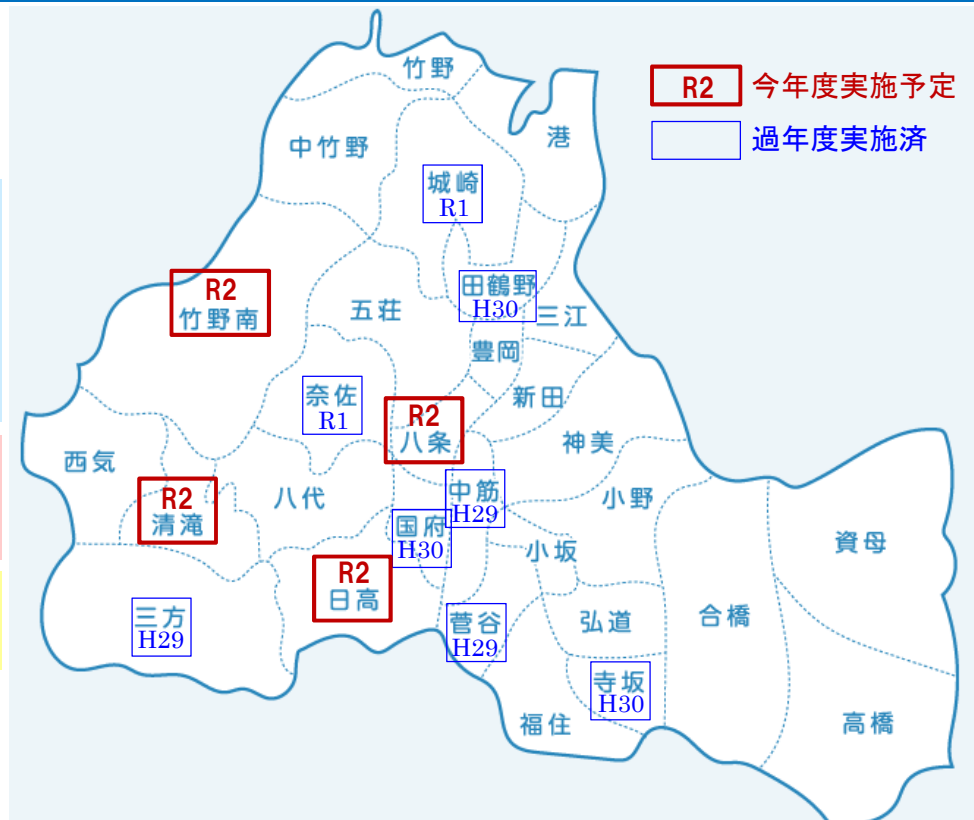 竹野
R2 今年度実施予定
過年度実施済
中竹野
港
城崎
R1
R2
竹野南
田鶴野
H30
五荘
三江
豊岡
奈佐
R1
新田
R2
八条
神美
西気
R2
清滝
八代
中筋
H29
小野
国府
H30
小坂
資母
R2
日高
三方
H29
菅谷
H29
弘道
合橋
寺坂
H30
福住
高橋